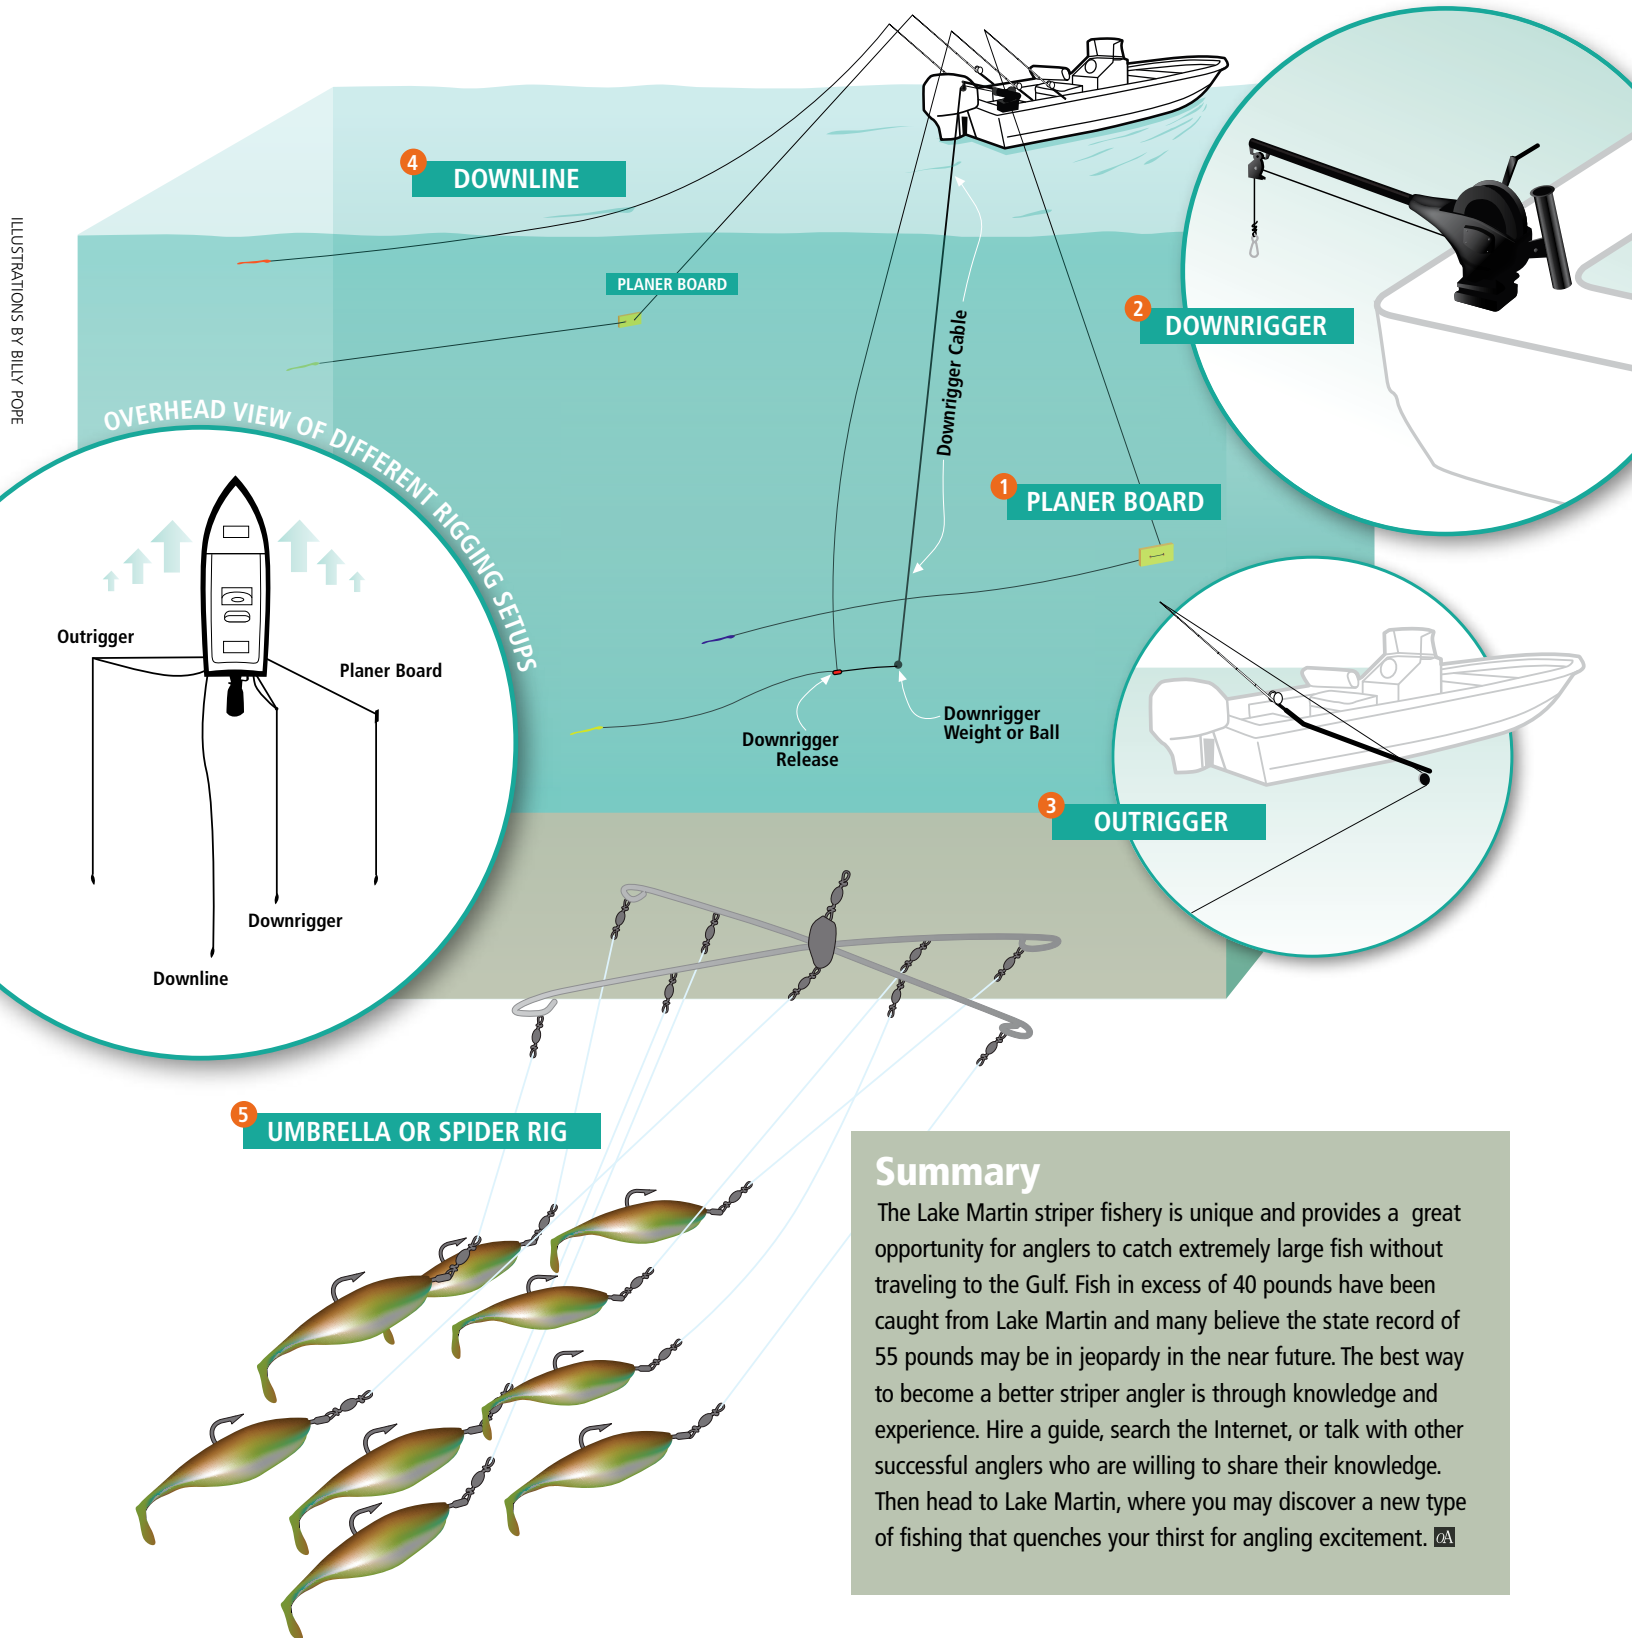 ILLUSTRATIONS BY BILLY POPE
4
DOWNLINE
PLANER BOARD
2
DOWNRIGGER
Downrigger Cable
1
PLANER BOARD
OVERHEAD VIEW OF DIFFERENT RIGGING SETUPS
Outrigger
Planer Board
Downrigger
Downline
Downrigger
Release
Downrigger
Weight or Ball
3
OUTRIGGER
5
UMBRELLA OR SPIDER RIG
Summary
The Lake Martin striper fishery is unique and provides a great
opportunity for anglers to catch extremely large fish without
traveling to the Gulf. Fish in excess of 40 pounds have been
caught from Lake Martin and many believe the state record of
55 pounds may be in jeopardy in the near future. The best way
to become a better striper angler is through knowledge and
experience. Hire a guide, search the Internet, or talk with other
successful anglers who are willing to share their knowledge.
Then head to Lake Martin, where you may discover a new type
of fishing that quenches your thirst for angling excitement. OA